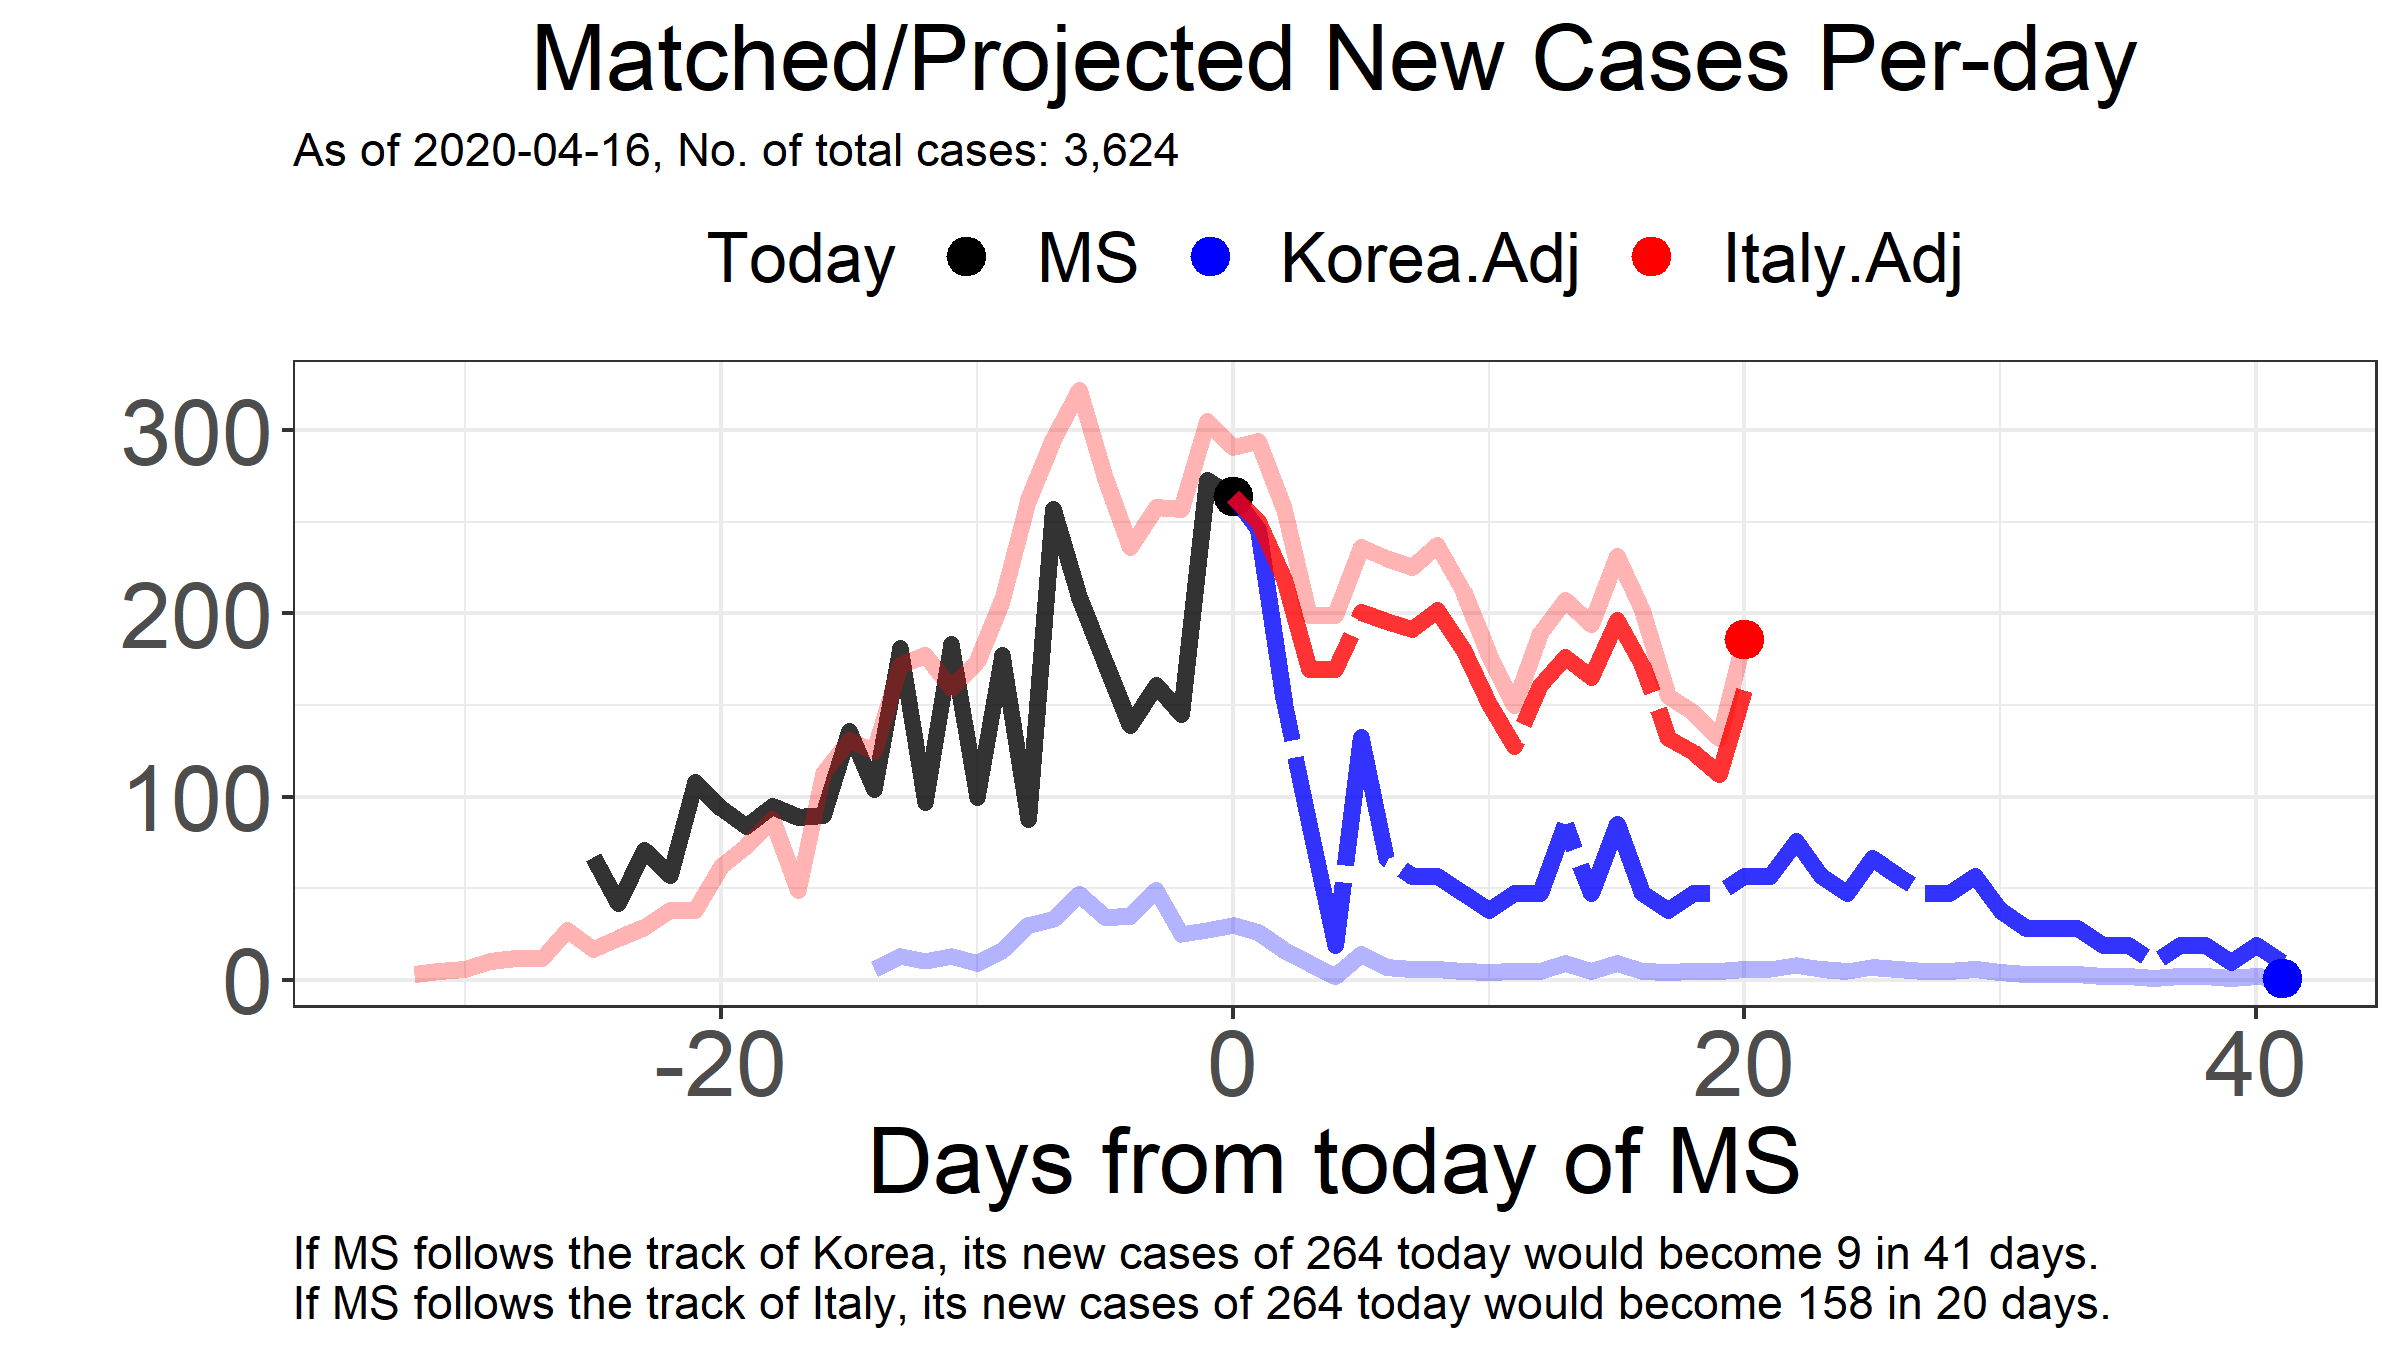 Matched/Projected New Cases Per-day
As of 2020-04-16, No. of total cases: 3,624
Today MS Korea.Adj Italy.Adj
300
200
100
0
-20 0 20 40
Days from today of MS
If MS follows the track of Korea, its new cases of 264 today would become 9 in 41 days.
If MS follows the track of Italy, its new cases of 264 today would become 158 in 20 days.